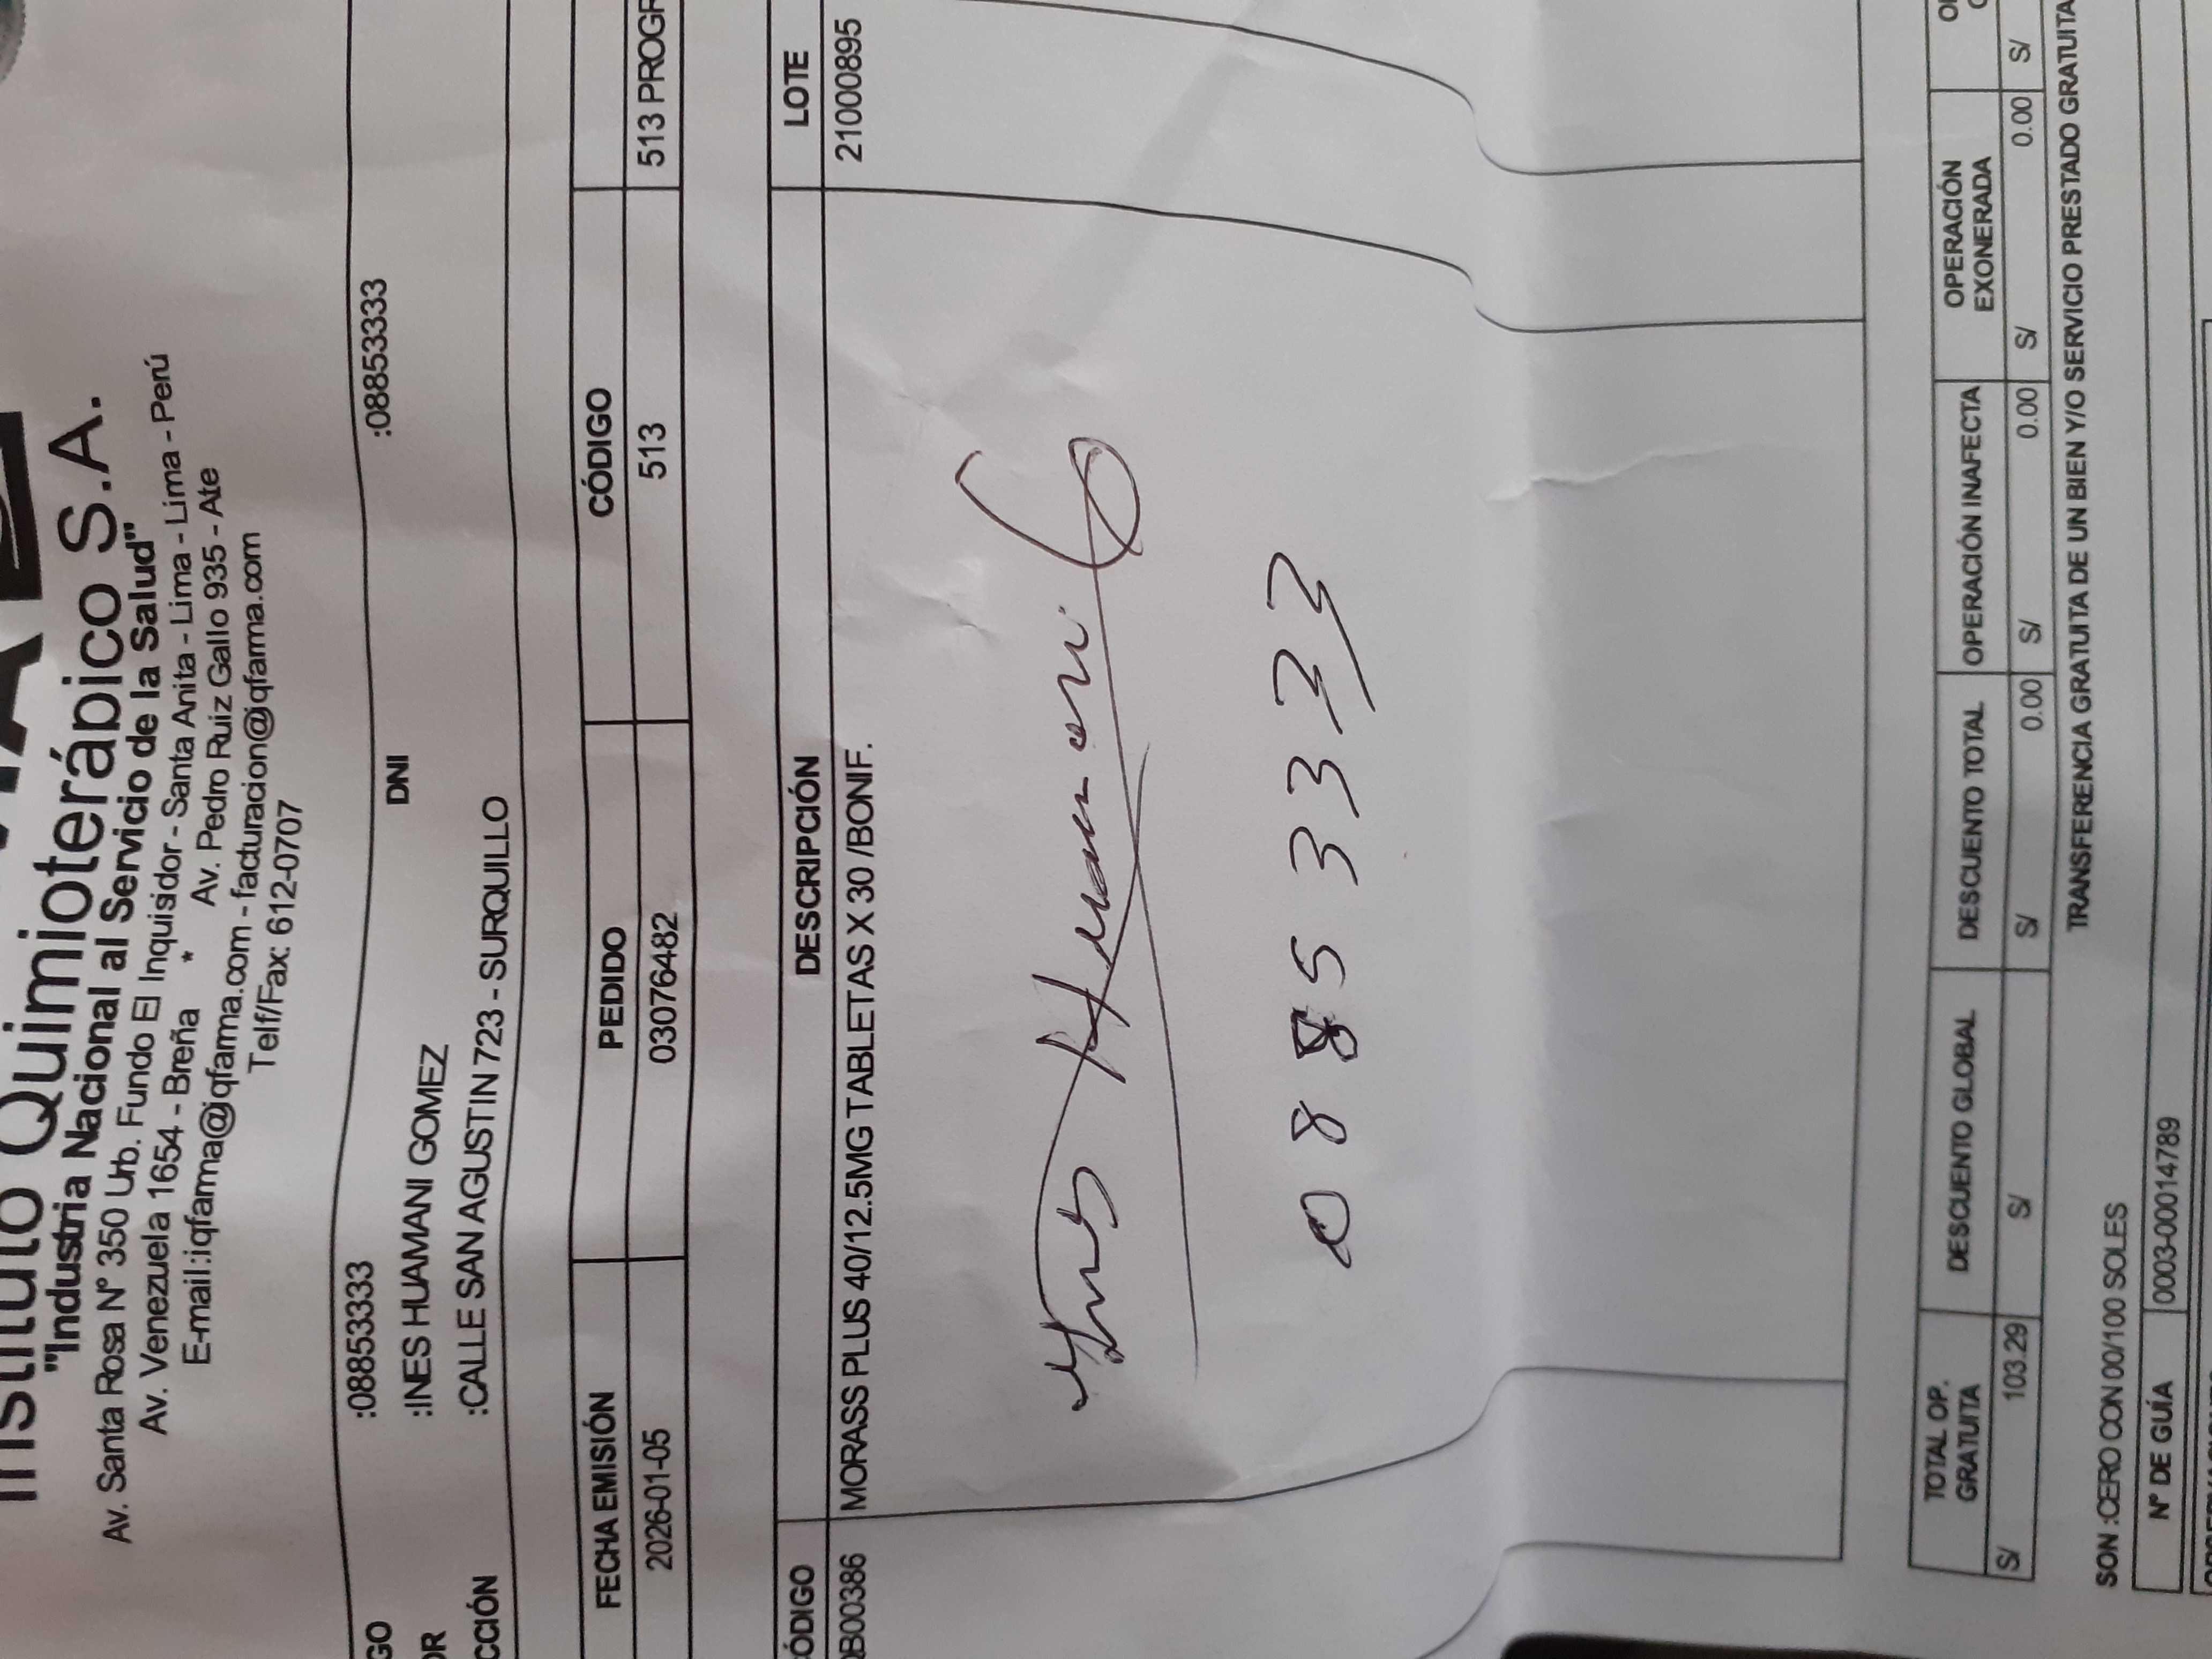 Instituto Quimioterápico S.A.
"Industria Nacional al Servicio de la Salud"
Av. Santa Rosa N° 350 Urb. Fundo El Inquisidor - Santa Anita - Lima - Lima - Perú
Av. Venezuela 1654 - Breña * Av. Pedro Ruiz Gallo 935 - Ate
E-mail:iqfarma@iqfarma.com - facturacion@iqfarma.com
Telf/Fax: 612-0707
GO :08853333 DNI :08853333
OR :INES HUAMANI GOMEZ
CCIÓN :CALLE SAN AGUSTIN 723 - SURQUILLO
FECHA EMISIÓN PEDIDO CÓDIGO
2026-01-05 03076482 513 513 PROGR
ÓDIGO DESCRIPCIÓN LOTE
B00386 MORASS PLUS 40/12.5MG TABLETAS X 30 /BONIF. 210000895
Ines Huamani G
08853333
TOTAL OP. GRATUITA DESCUENTO GLOBAL DESCUENTO TOTAL OPERACIÓN INAFECTA OPERACIÓN EXONERADA
S/ 103.29 S/ S/ 0.00 S/ 0.00 S/ 0.00 S/
TRANSFERENCIA GRATUITA DE UN BIEN Y/O SERVICIO PRESTADO GRATUITA
SON :CERO CON 00/100 SOLES
N° DE GUÍA 0003-00014789